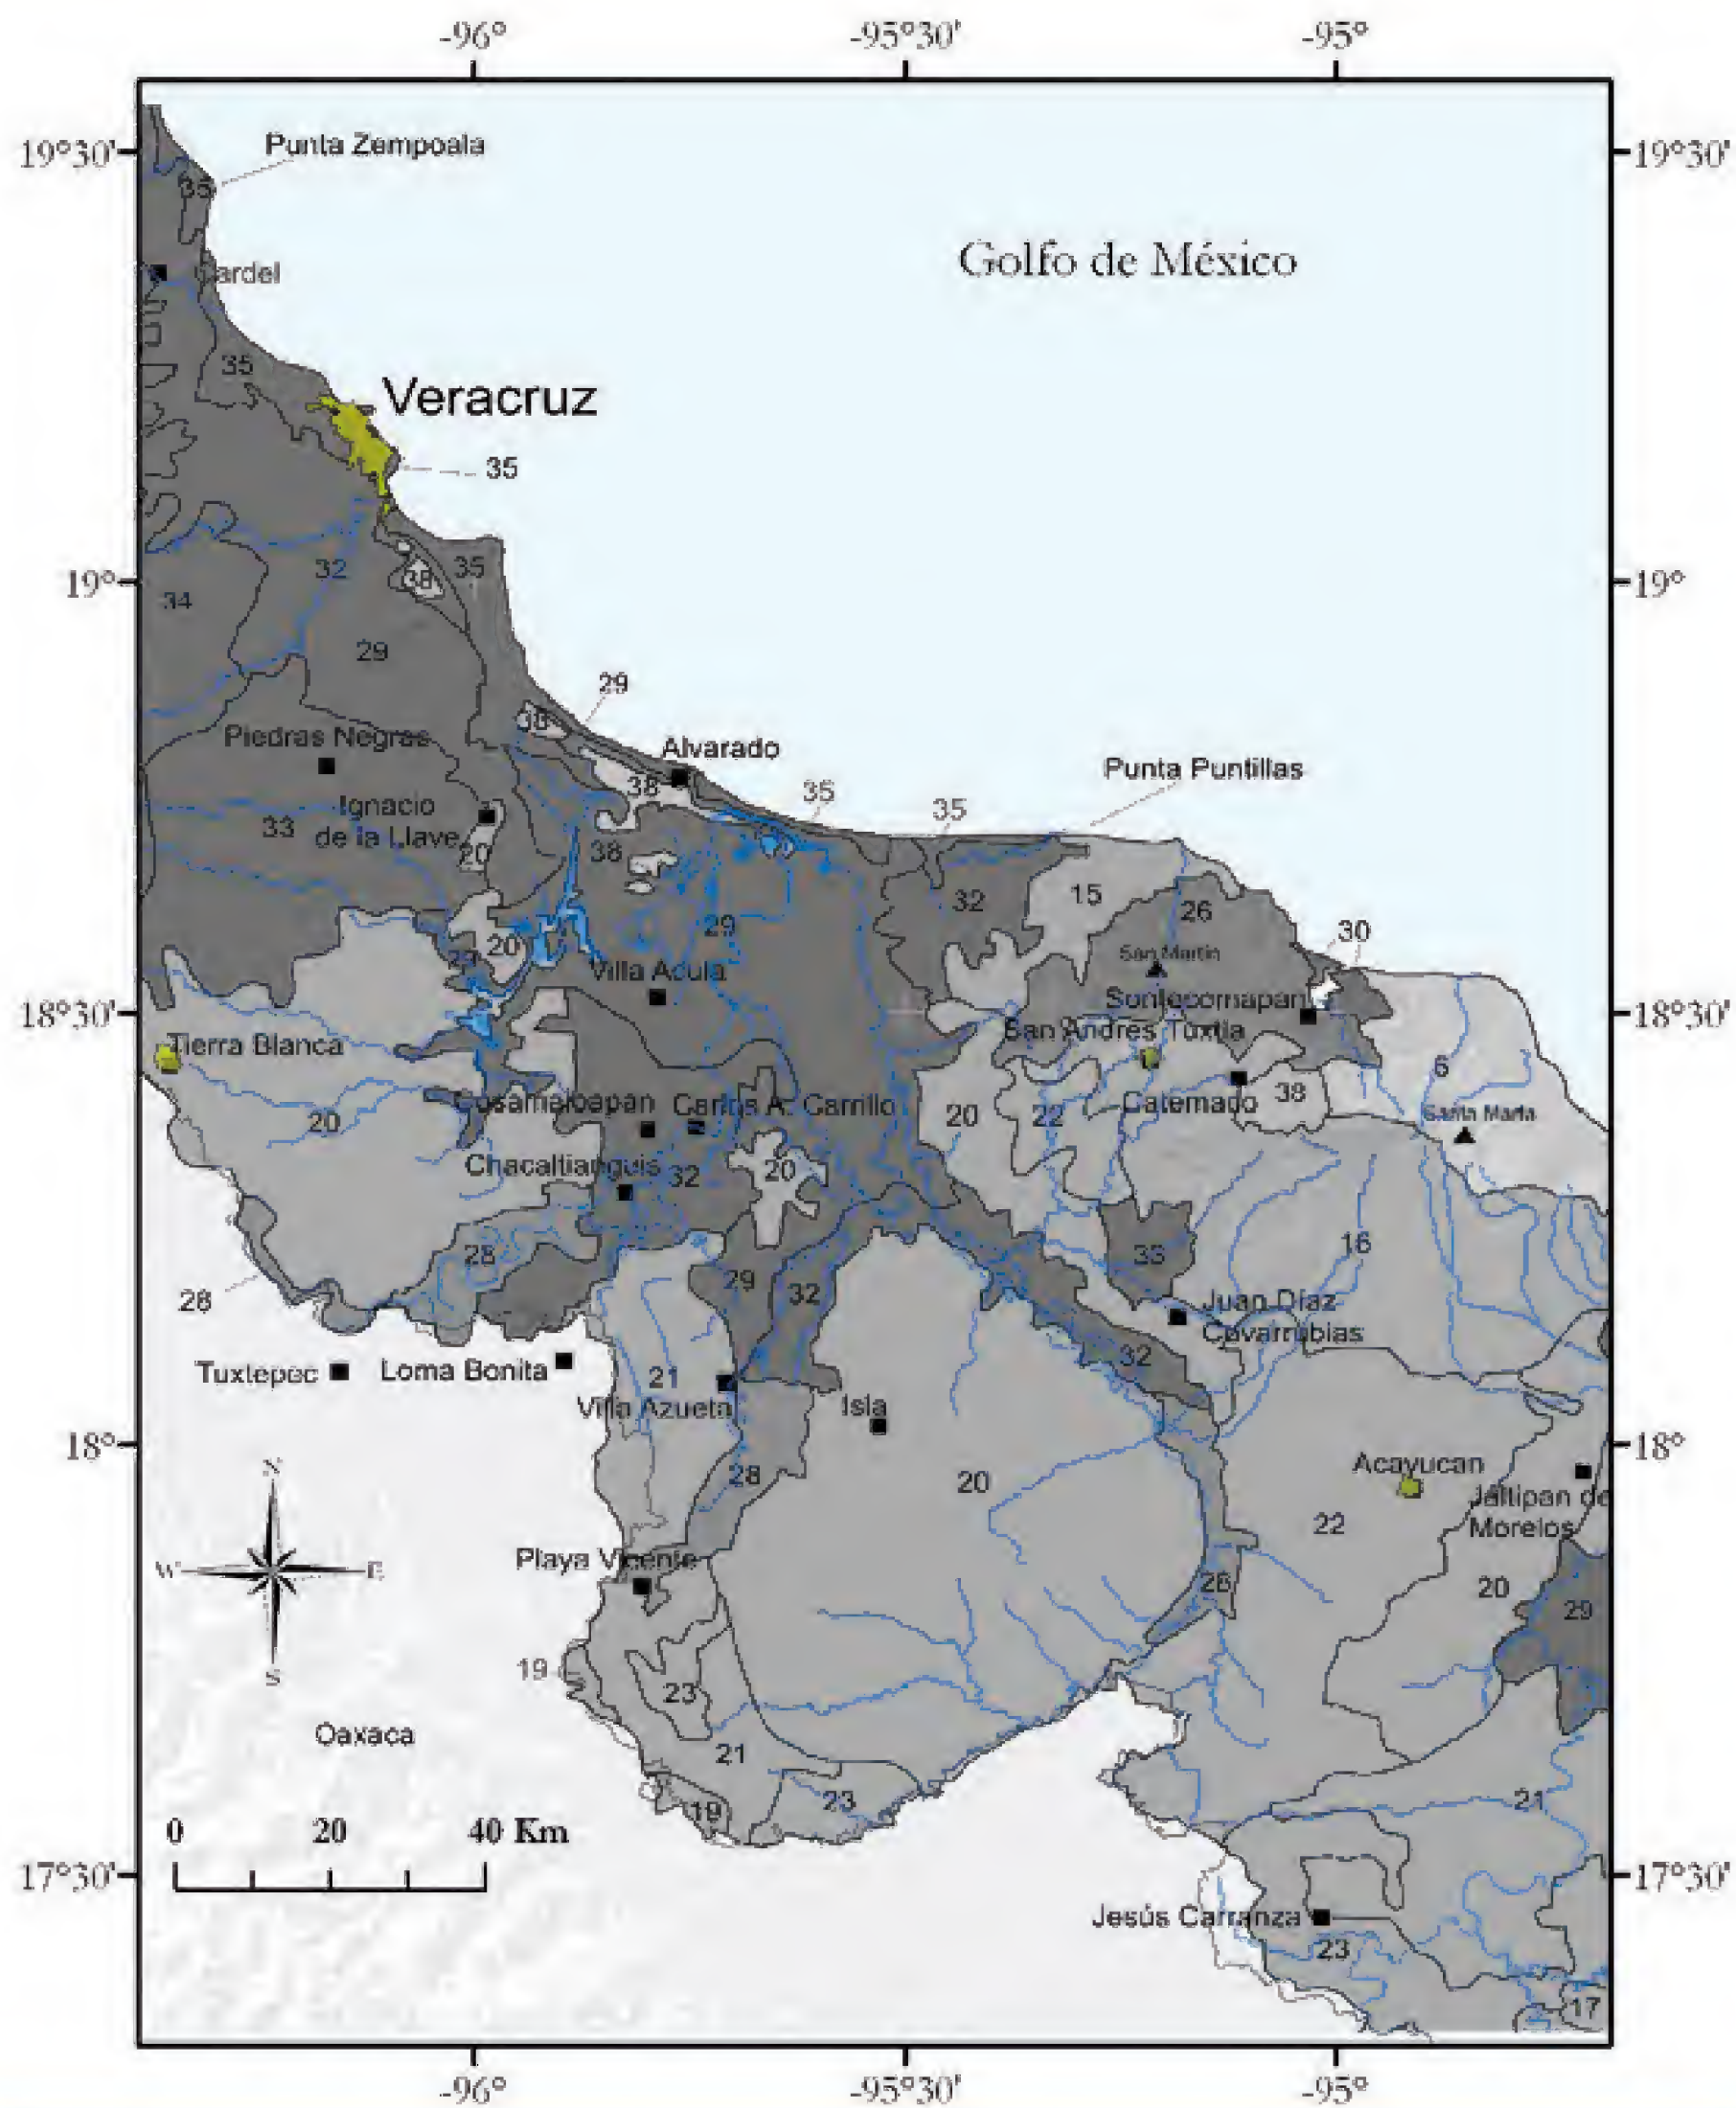 -96° -95°30' -95°
19°30' Punta Zempoala 19°30'
35
Golfo de México
35
Veracruz
35
32 38 35
19° 19°
34
29
29
38
Piedras Negras Alvarado
Punta Puntillas
38 35
35
Ignacio
de la Llave
33
20 38
32 15
26
29
30
20
San Martin
Villa Acula
Sontecomapan
18°30' 18°30'
San Andres Tuxtla
Tierra Blanca
6
38
Carlos A. Carrillo
Catemaco
20 20 22
Santa Marta
Chacaltianguis
32 20
28 33 16
29 32
28
Juan Díaz
Covarrubias
32
Tuxtepec Loma Bonita
21
Villa Azueta Isla
18° 18°
N
28 20
Acayucan
Jáltipan de
Morelos
22
Playa Vicente
W E
20
29
19
S
23
Oaxaca
21
23 21
19
0 20 40 Km
17°30' 17°30'
Jesús Carranza
23
17
-96° -95°30' -95°